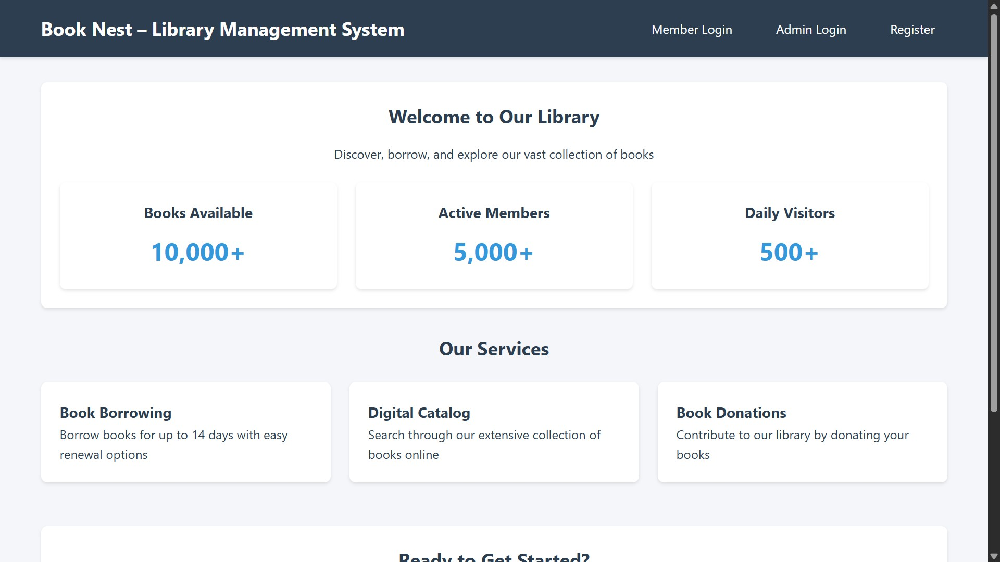 Book Nest – Library Management System
Member Login
Admin Login
Register
Welcome to Our Library
Discover, borrow, and explore our vast collection of books
Books Available
10,000+
Active Members
5,000+
Daily Visitors
500+
Our Services
Book Borrowing
Borrow books for up to 14 days with easy
renewal options
Digital Catalog
Search through our extensive collection of
books online
Book Donations
Contribute to our library by donating your
books
Ready to Get Started?